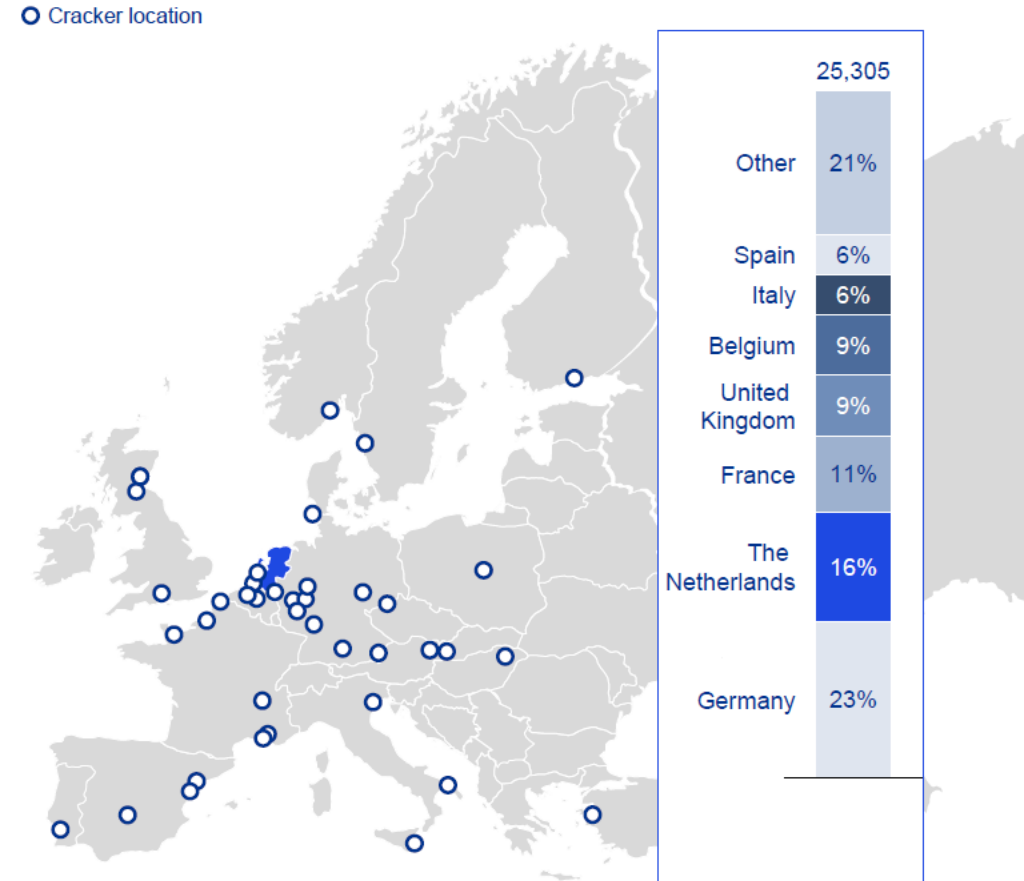 Cracker location
25,305
Other
21%
Spain
6%
Italy
6%
Belgium
9%
United
Kingdom
9%
France
11%
The
Netherlands
16%
Germany
23%